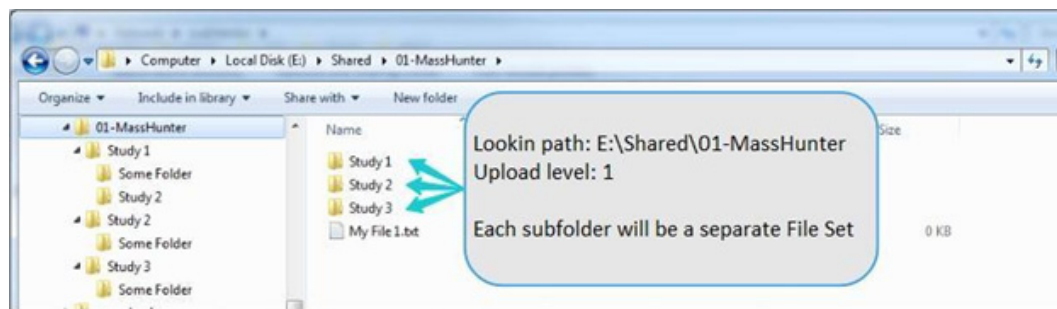 Computer ▸ Local Disk (E:) ▸ Shared ▸ 01-MassHunter ▸
Organize ▾ Include in library ▾ Share with ▾ New folder
01-MassHunter
Study 1
Some Folder
Study 2
Study 2
Some Folder
Study 3
Some Folder
Name
Size
Study 1
Study 2
Study 3
My File 1.txt
0 KB
Lookin path: E:\Shared\01-MassHunter
Upload level: 1
Each subfolder will be a separate File Set